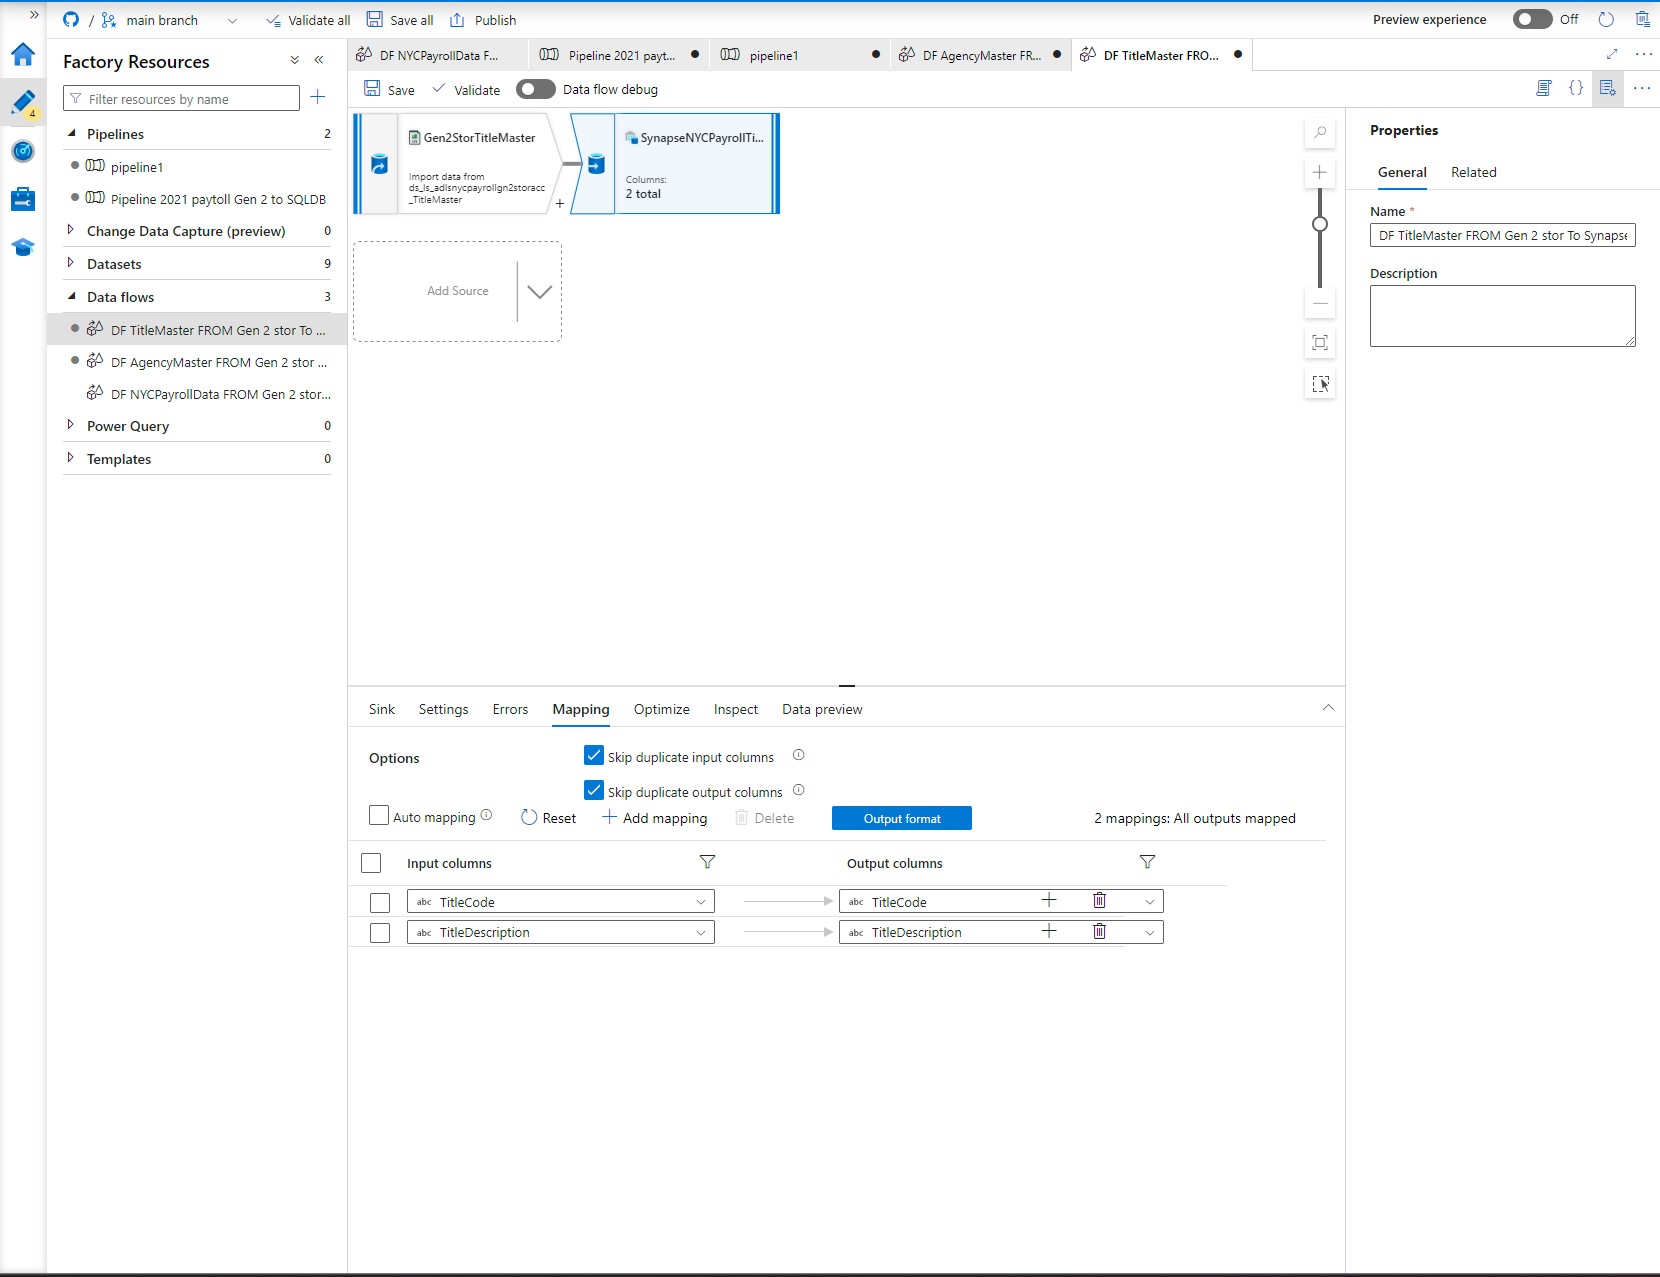 / main branch
Validate all
Save all
Publish
Preview experience
Off
4
Factory Resources
Filter resources by name
Pipelines 2
pipeline1
Pipeline 2021 paytoll Gen 2 to SQLDB
Change Data Capture (preview) 0
Datasets 9
Data flows 3
DF TitleMaster FROM Gen 2 stor To ...
DF AgencyMaster FROM Gen 2 stor ...
DF NYCPayrollData FROM Gen 2 stor...
Power Query 0
Templates 0
DF NYCPayrollData F...
Pipeline 2021 payt...
pipeline1
DF AgencyMaster FR...
DF TitleMaster FRO...
Save
Validate
Data flow debug
Gen2StorTitleMaster
Import data from
ds_ls_adlsnycpayrollgn2storacc
_TitleMaster
+
SynapseNYCPayrollTi...
Columns:
2 total
Add Source
Properties
General
Related
Name *
DF TitleMaster FROM Gen 2 stor To Synapse
Description
Sink
Settings
Errors
Mapping
Optimize
Inspect
Data preview
Options
Skip duplicate input columns
Skip duplicate output columns
Auto mapping
Reset
Add mapping
Delete
Output format
2 mappings: All outputs mapped
Input columns
Output columns
abc TitleCode
abc TitleCode
abc TitleDescription
abc TitleDescription